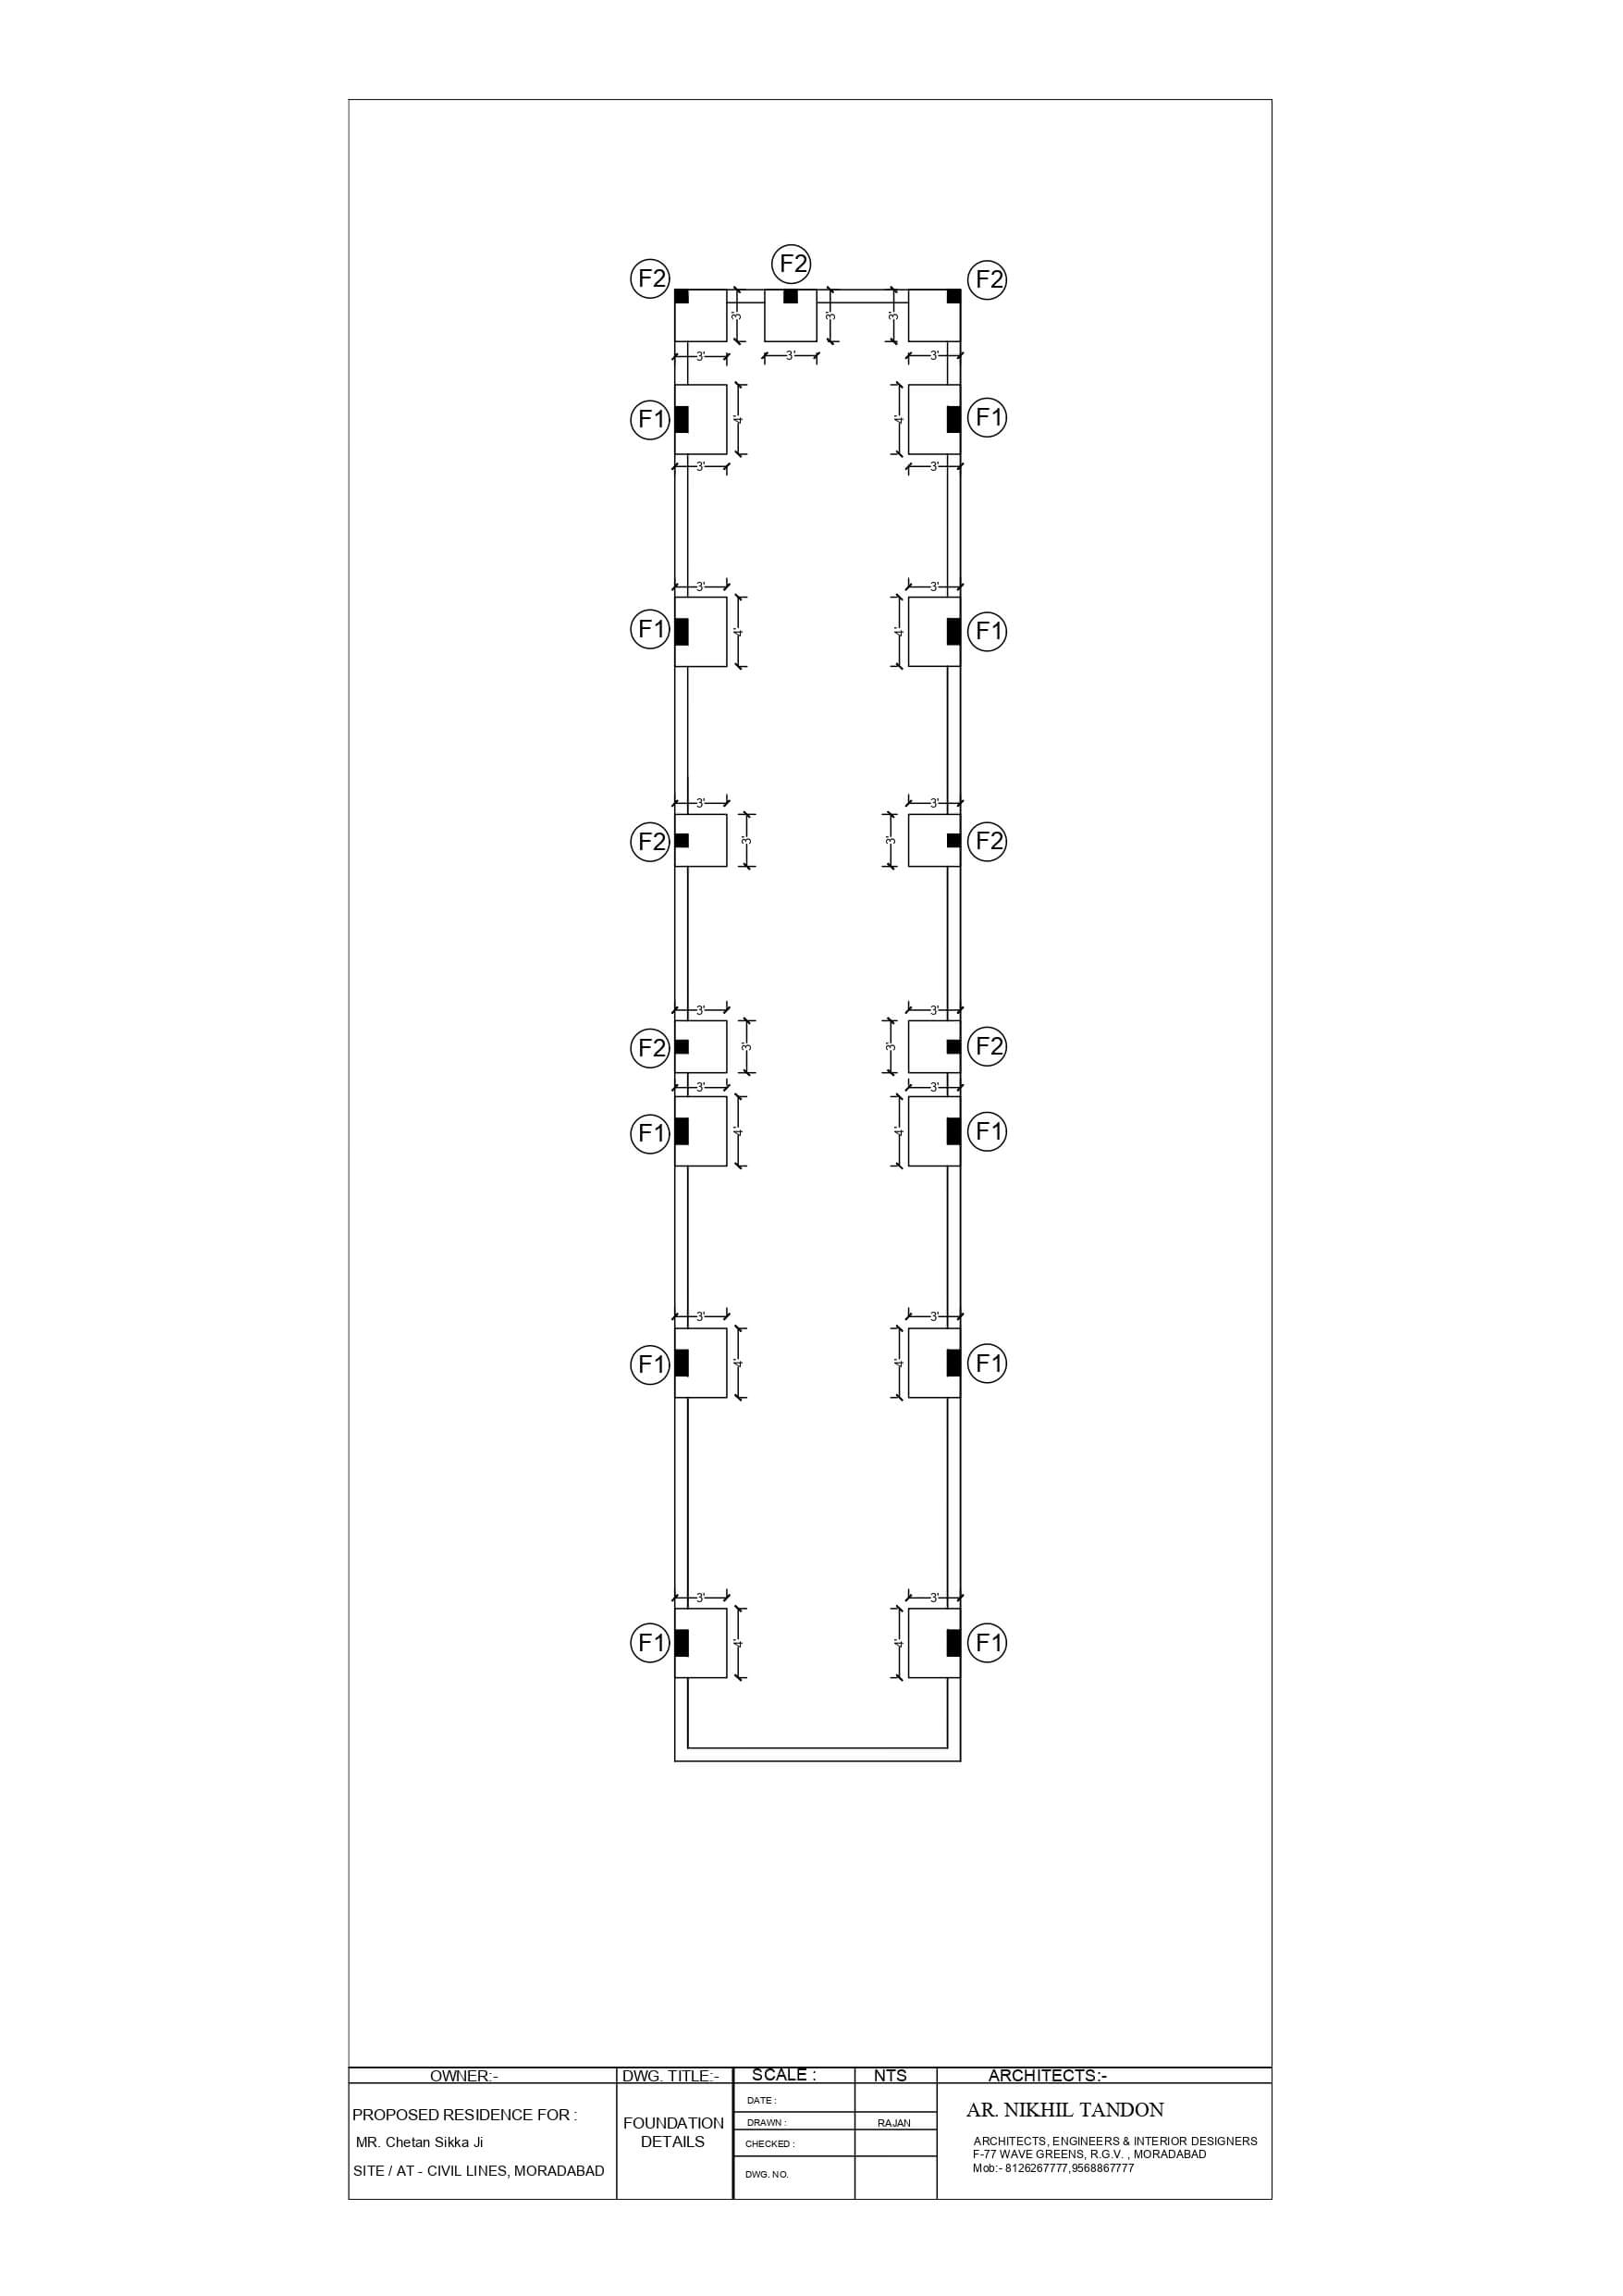 F2
F2
F2
3'
3'
3'
3'
3'
3'
F1
4'
4'
F1
3'
3'
3'
3'
F1
4'
4'
F1
3'
3'
F2
3'
3'
F2
3'
3'
F2
3'
3'
F2
3'
3'
F1
4'
4'
F1
3'
3'
F1
4'
4'
F1
3'
3'
F1
4'
4'
F1
OWNER:-
PROPOSED RESIDENCE FOR :
MR. Chetan Sikka Ji
SITE / AT - CIVIL LINES, MORADABAD
DWG. TITLE:-
FOUNDATION
DETAILS
SCALE : NTS
DATE :
DRAWN : RAJAN
CHECKED :
DWG. NO.
ARCHITECTS:-
AR. NIKHIL TANDON
ARCHITECTS, ENGINEERS & INTERIOR DESIGNERS
F-77 WAVE GREENS, R.G.V. , MORADABAD
Mob:- 8126267777,9568867777